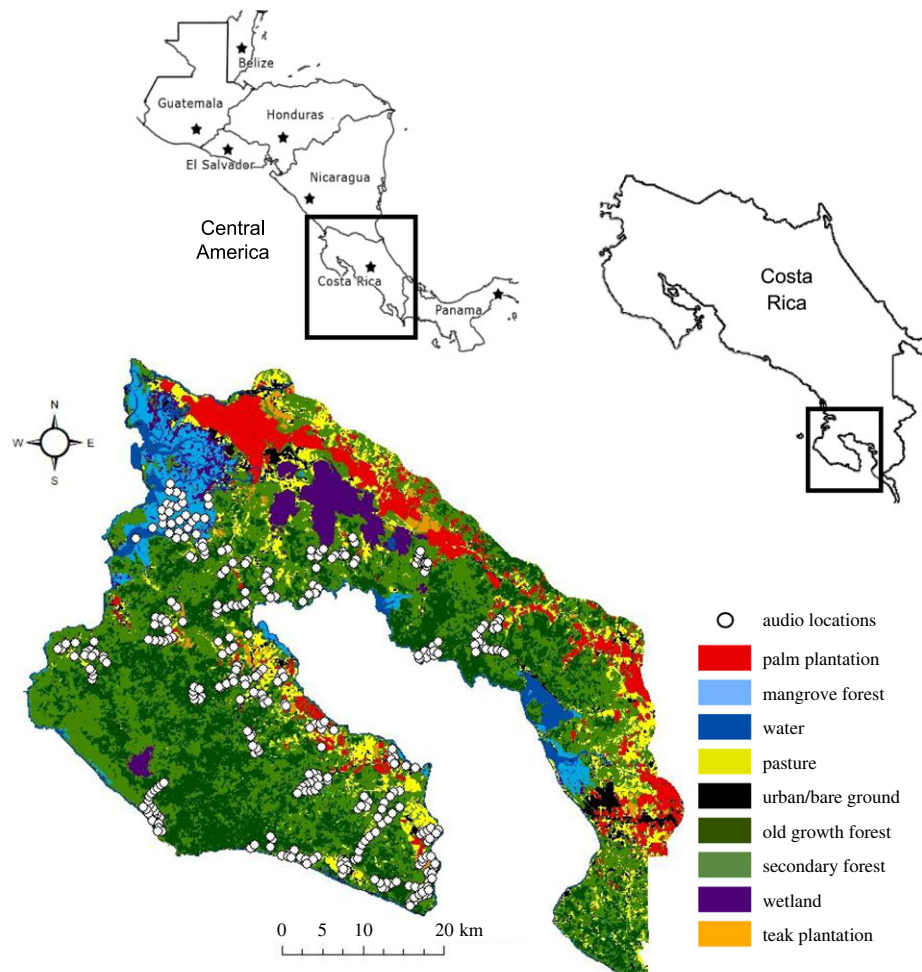 Belize
Guatemala
Honduras
El Salvador
Nicaragua
Central
America
Costa Rica
Panama
Costa
Rica
N
W E
S
audio locations
palm plantation
mangrove forest
water
pasture
urban/bare ground
old growth forest
secondary forest
wetland
teak plantation
0 5 10 20 km